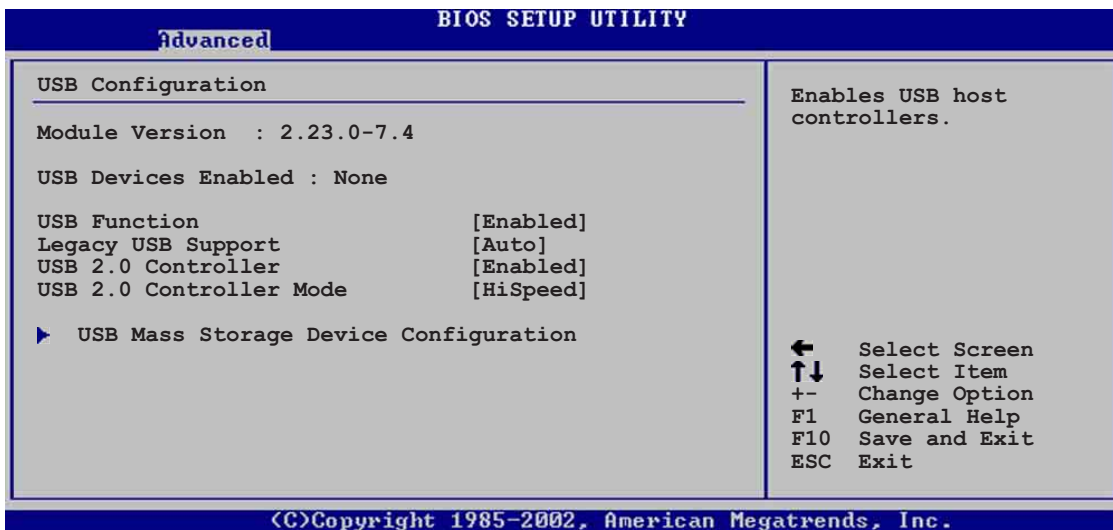 BIOS SETUP UTILITY
Advanced
USB Configuration
Module Version : 2.23.0-7.4
USB Devices Enabled : None
USB Function [Enabled]
Legacy USB Support [Auto]
USB 2.0 Controller [Enabled]
USB 2.0 Controller Mode [HiSpeed]
USB Mass Storage Device Configuration
Enables USB host
controllers.
← Select Screen
↑↓ Select Item
+- Change Option
F1 General Help
F10 Save and Exit
ESC Exit
(C)Copyright 1985-2002, American Megatrends, Inc.